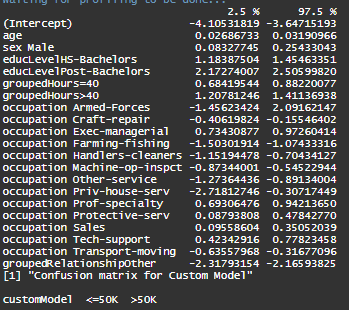 Waiting for profiling to be done...
2.5 % 97.5 %
(Intercept) -4.10531819 -3.64715193
age 0.02686733 0.03190966
sex Male 0.08327745 0.25433043
educLevelHS-Bachelors 1.18387504 1.45463351
educLevelPost-Bachelors 2.17274007 2.50599820
groupedHours=40 0.68419544 0.88220077
groupedHours>40 1.20781246 1.41136938
occupation Armed-Forces -1.45623424 2.09162147
occupation Craft-repair -0.40619824 -0.15546402
occupation Exec-managerial 0.73430877 0.97260414
occupation Farming-fishing -1.50301914 -1.07433316
occupation Handlers-cleaners -1.15194478 -0.70434127
occupation Machine-op-inspct -0.87344001 -0.54522944
occupation Other-service -1.27364436 -0.89134004
occupation Priv-house-serv -2.71812746 -0.30717449
occupation Prof-specialty 0.69306476 0.94213650
occupation Protective-serv 0.08793808 0.47842770
occupation Sales 0.09558604 0.35052039
occupation Tech-support 0.42342916 0.77823458
occupation Transport-moving -0.63557968 -0.31677096
groupedRelationshipOther -2.31793154 -2.16593825
[1] "Confusion matrix for Custom Model"
customModel <=50K >50K